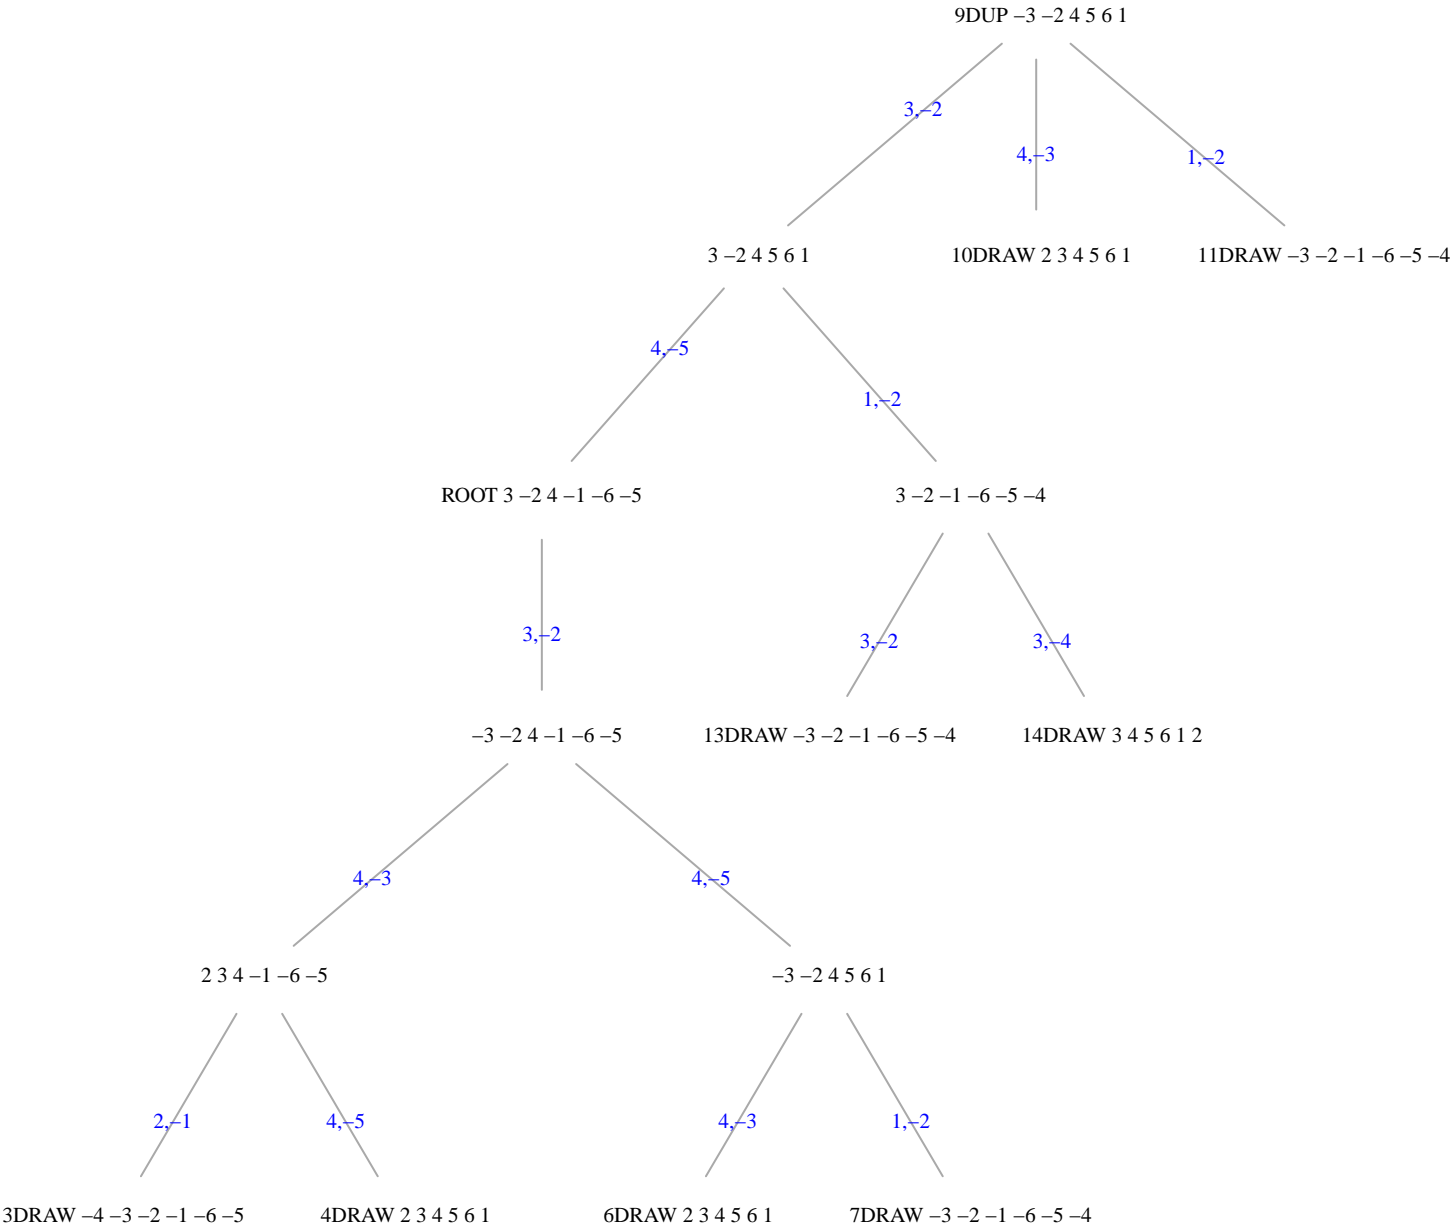 9DUP –3 –2 4 5 6 1
3,–2
4,–3
1,–2
3 –2 4 5 6 1
10DRAW 2 3 4 5 6 1
11DRAW –3 –2 –1 –6 –5 –4
4,–5
1,–2
ROOT 3 –2 4 –1 –6 –5
3 –2 –1 –6 –5 –4
3,–2
3,–2
3,–4
–3 –2 4 –1 –6 –5
13DRAW –3 –2 –1 –6 –5 –4
14DRAW 3 4 5 6 1 2
4,–3
4,–5
2 3 4 –1 –6 –5
–3 –2 4 5 6 1
2,–1
4,–5
4,–3
1,–2
3DRAW –4 –3 –2 –1 –6 –5
4DRAW 2 3 4 5 6 1
6DRAW 2 3 4 5 6 1
7DRAW –3 –2 –1 –6 –5 –4